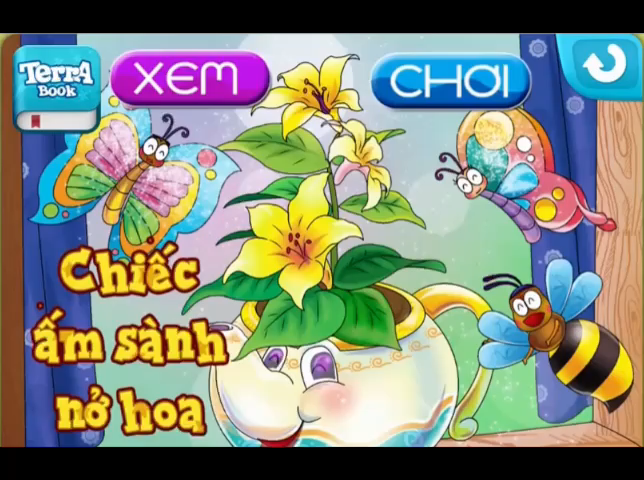 TerrA
BOOK
XEM
CHƠI
Chiếc
ấm sành
nở hoa